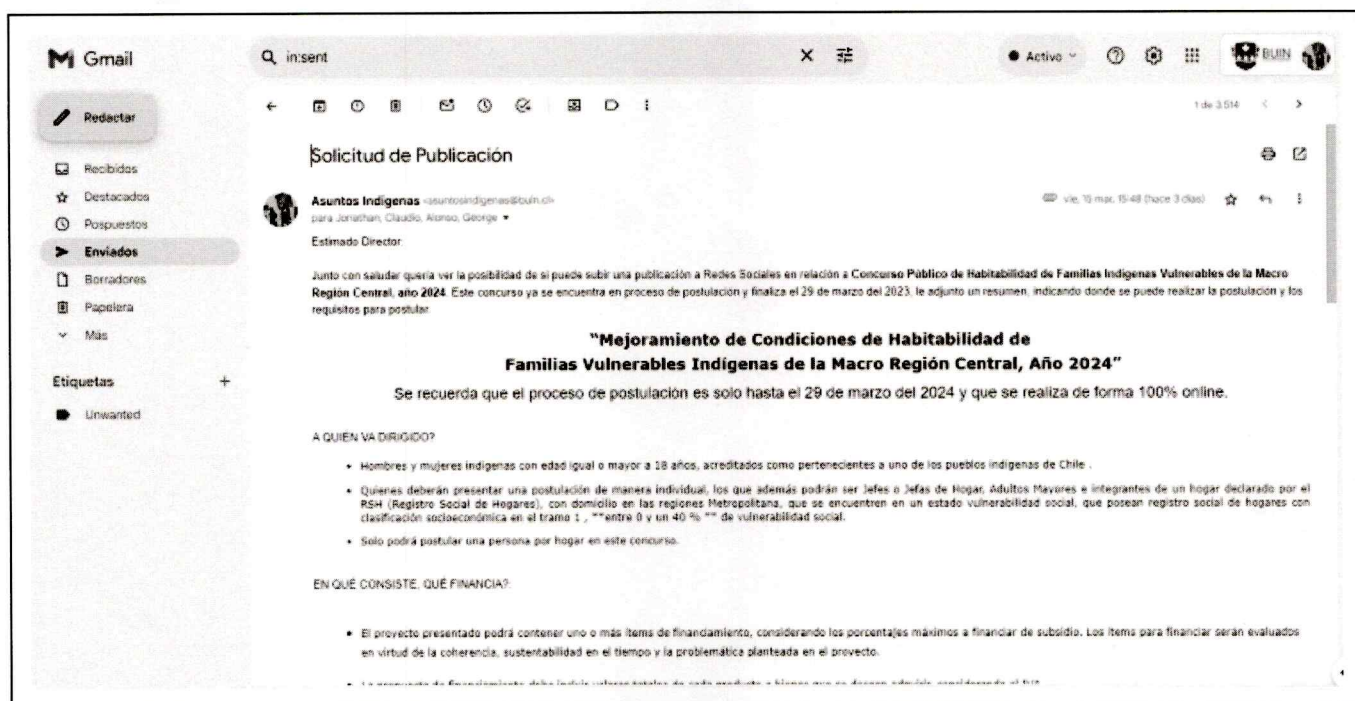 Gmail
in:sent
Activo
BUIN
Redactar
1 de 3.514
Solicitud de Publicación
Recibidos
Destacados
Pospuestos
Enviados
Borradores
Papelera
Más
Etiquetas
Unwanted
Asuntos Indígenas <asuntosindigenas@buin.cl>
vie, 15 mar, 15:48 (hace 3 días)
para Jonathan, Claudio, Alonso, George
Estimado Director:
Junto con saludar quería ver la posibilidad de si puede subir una publicación a Redes Sociales en relación a Concurso Público de Habitabilidad de Familias Indígenas Vulnerables de la Macro
Región Central, año 2024. Este concurso ya se encuentra en proceso de postulación y finaliza el 29 de marzo del 2023, le adjunto un resumen, indicando donde se puede realizar la postulación y los
requisitos para postular.
"Mejoramiento de Condiciones de Habitabilidad de
Familias Vulnerables Indígenas de la Macro Región Central, Año 2024"
Se recuerda que el proceso de postulación es solo hasta el 29 de marzo del 2024 y que se realiza de forma 100% online.
A QUIÉN VA DIRIGIDO?
• Hombres y mujeres indígenas con edad igual o mayor a 18 años, acreditados como pertenecientes a uno de los pueblos indígenas de Chile .
• Quienes deberán presentar una postulación de manera individual, los que además podrán ser Jefes o Jefas de Hogar, Adultos Mayores e integrantes de un hogar declarado por el
RSH (Registro Social de Hogares), con domicilio en las regiones Metropolitana, que se encuentren en un estado vulnerabilidad social, que posean registro social de hogares con
clasificación socioeconómica en el tramo 1 , **entre 0 y un 40 % ** de vulnerabilidad social.
• Solo podrá postular una persona por hogar en este concurso.
EN QUÉ CONSISTE, QUÉ FINANCIA?
• El proyecto presentado podrá contener uno o más ítems de financiamiento, considerando los porcentajes máximos a financiar de subsidio. Los ítems para financiar serán evaluados
en virtud de la coherencia, sustentabilidad en el tiempo y la problemática planteada en el proyecto.